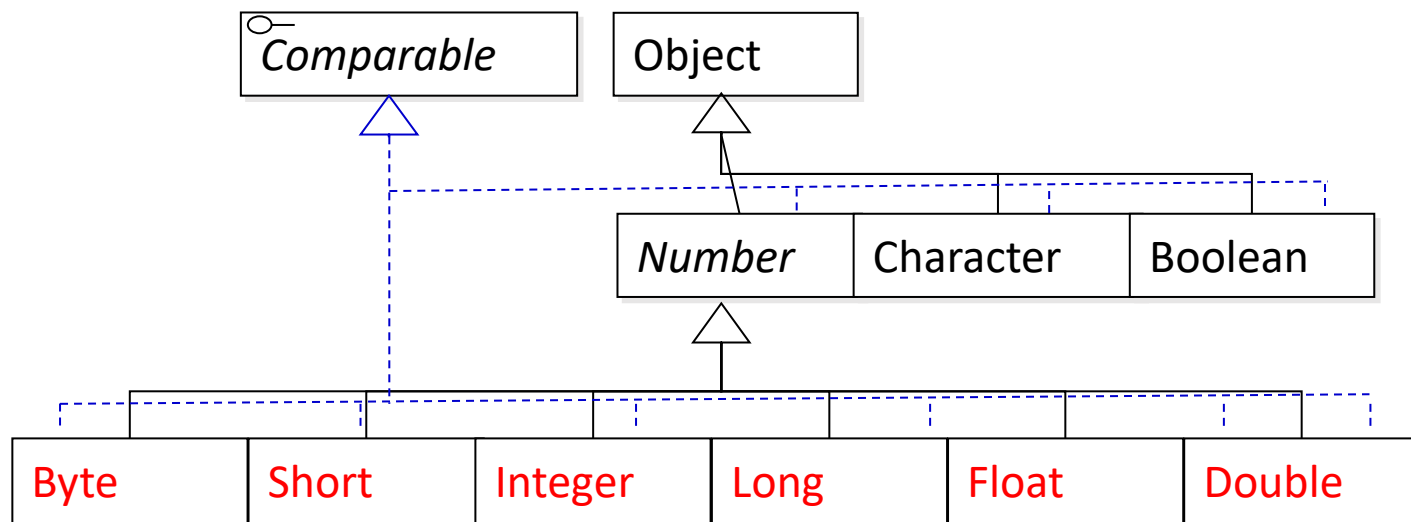 Comparable
Object
Number
Character
Boolean
Byte
Short
Integer
Long
Float
Double